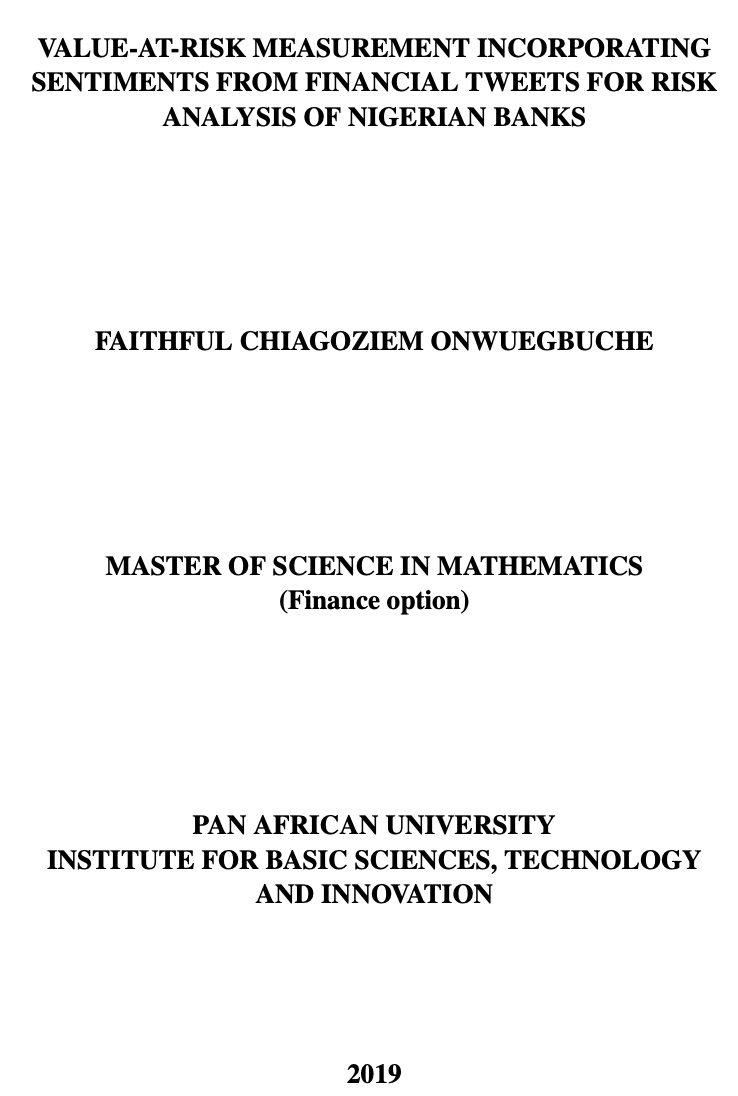 VALUE-AT-RISK MEASUREMENT INCORPORATING
SENTIMENTS FROM FINANCIAL TWEETS FOR RISK
ANALYSIS OF NIGERIAN BANKS
FAITHFUL CHIAGOZIEM ONWUEGBUCHE
MASTER OF SCIENCE IN MATHEMATICS
(Finance option)
PAN AFRICAN UNIVERSITY
INSTITUTE FOR BASIC SCIENCES, TECHNOLOGY
AND INNOVATION
2019